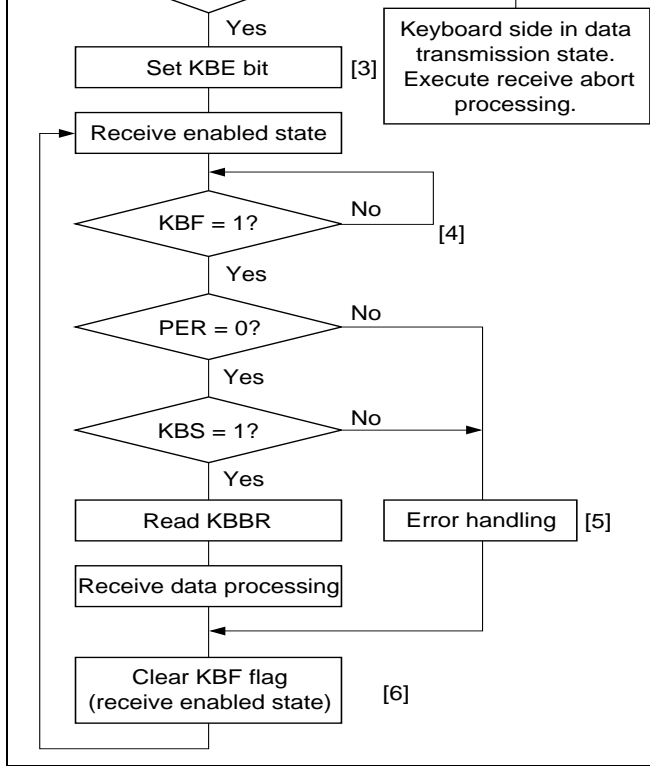 Yes
Keyboard side in data
transmission state.
Execute receive abort
processing.
Set KBE bit
[3]
Receive enabled state
KBF = 1?
No
[4]
Yes
PER = 0?
No
Yes
KBS = 1?
No
Yes
Read KBBR
Error handling
[5]
Receive data processing
Clear KBF flag
(receive enabled state)
[6]